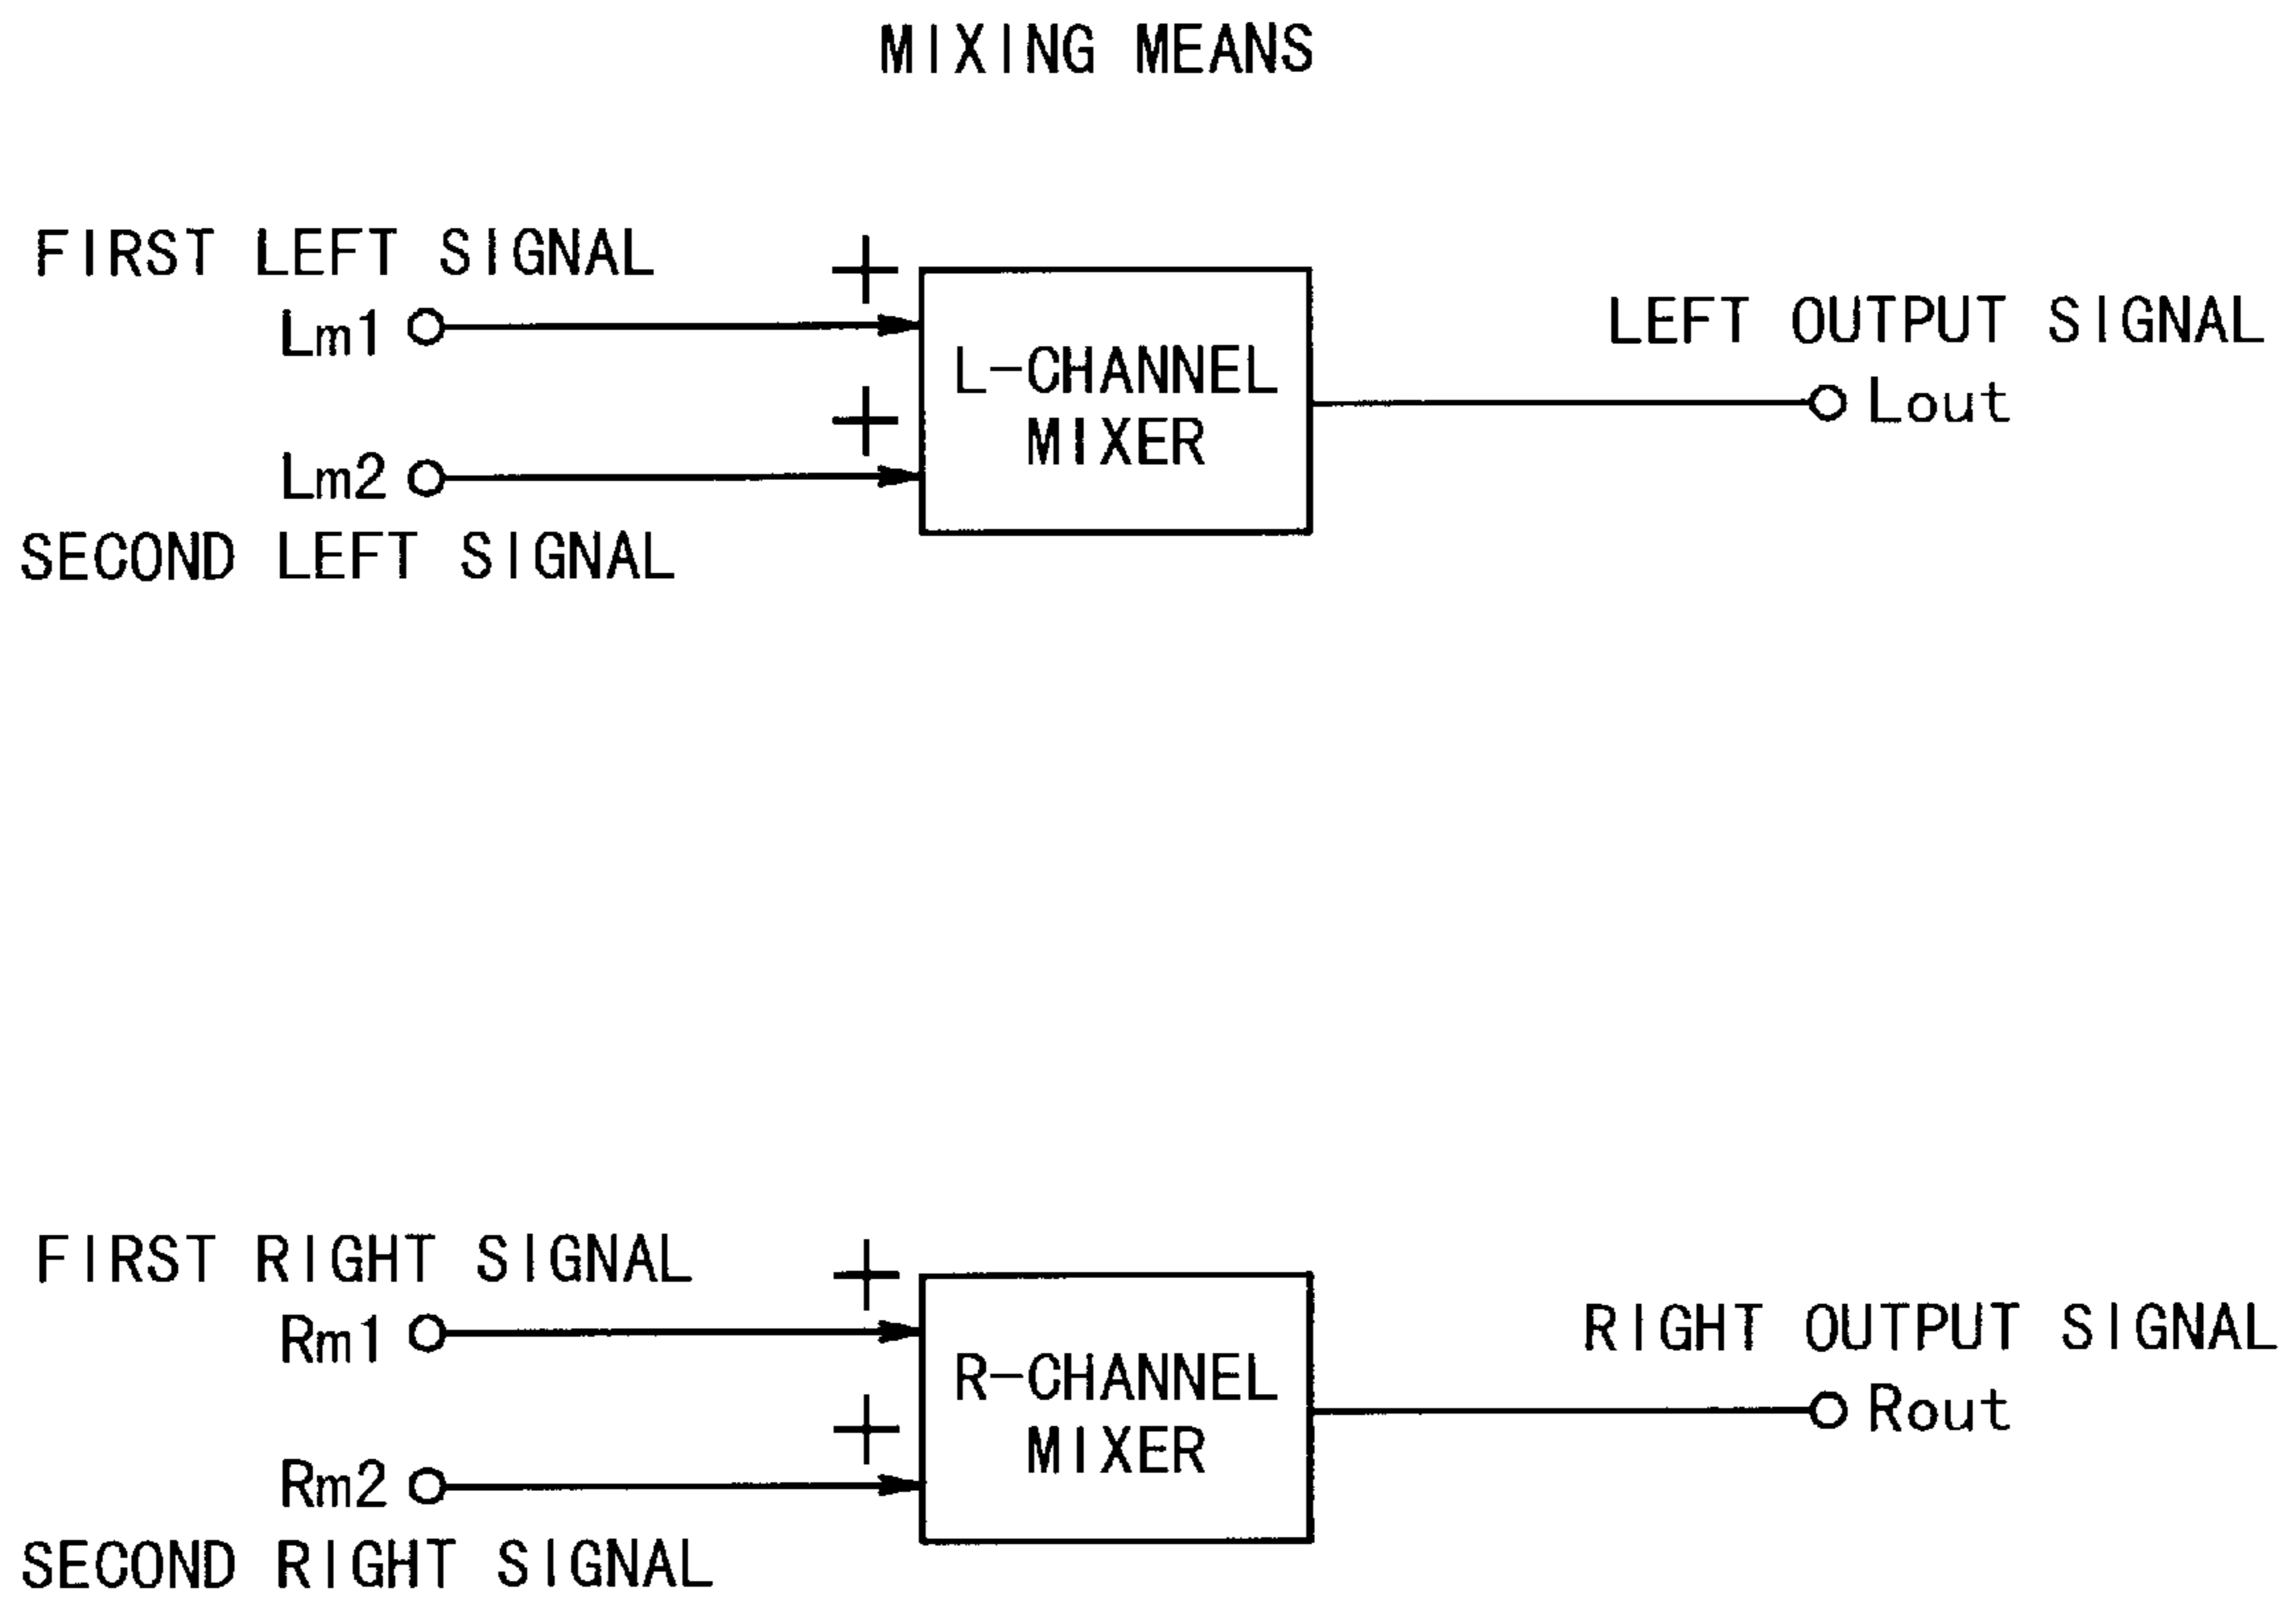 MIXING MEANS
FIRST LEFT SIGNAL
+
Lm1
L-CHANNEL
MIXER
+
Lm2
SECOND LEFT SIGNAL
LEFT OUTPUT SIGNAL
Lout
FIRST RIGHT SIGNAL
+
Rm1
R-CHANNEL
MIXER
+
Rm2
SECOND RIGHT SIGNAL
RIGHT OUTPUT SIGNAL
Rout